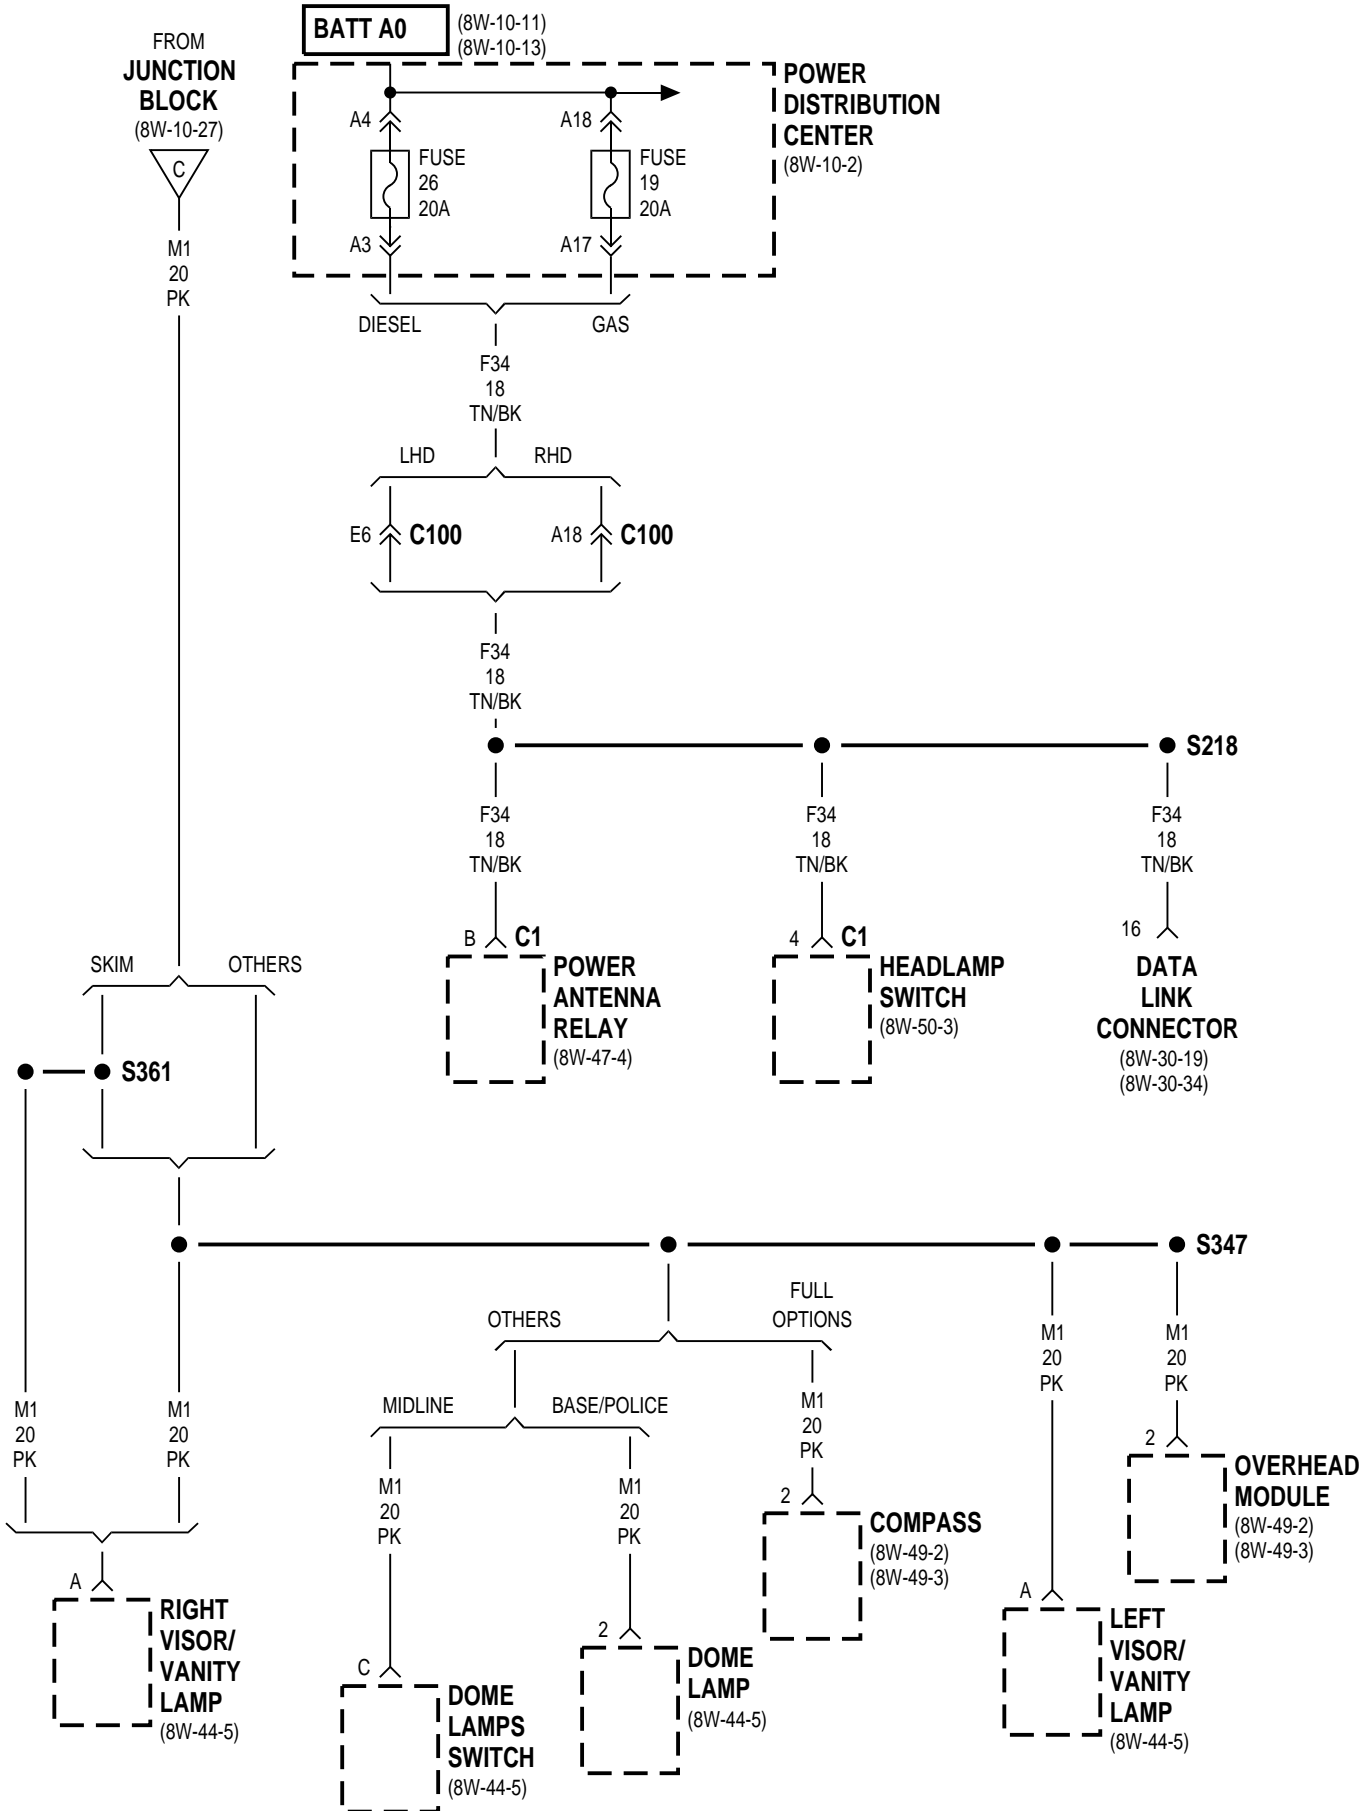 BATT A0
(8W-10-11)
(8W-10-13)
FROM
JUNCTION
BLOCK
(8W-10-27)
C
M1
20
PK
POWER
DISTRIBUTION
CENTER
(8W-10-2)
A4
FUSE
26
20A
A3
A18
FUSE
19
20A
A17
DIESEL
GAS
F34
18
TN/BK
LHD
RHD
E6
C100
A18
C100
F34
18
TN/BK
S218
F34
18
TN/BK
F34
18
TN/BK
F34
18
TN/BK
B
C1
POWER
ANTENNA
RELAY
(8W-47-4)
4
C1
HEADLAMP
SWITCH
(8W-50-3)
16
DATA
LINK
CONNECTOR
(8W-30-19)
(8W-30-34)
SKIM
OTHERS
S361
S347
OTHERS
FULL
OPTIONS
MIDLINE
BASE/POLICE
M1
20
PK
M1
20
PK
M1
20
PK
M1
20
PK
M1
20
PK
M1
20
PK
M1
20
PK
A
RIGHT
VISOR/
VANITY
LAMP
(8W-44-5)
C
DOME
LAMPS
SWITCH
(8W-44-5)
2
DOME
LAMP
(8W-44-5)
2
COMPASS
(8W-49-2)
(8W-49-3)
A
LEFT
VISOR/
VANITY
LAMP
(8W-44-5)
2
OVERHEAD
MODULE
(8W-49-2)
(8W-49-3)